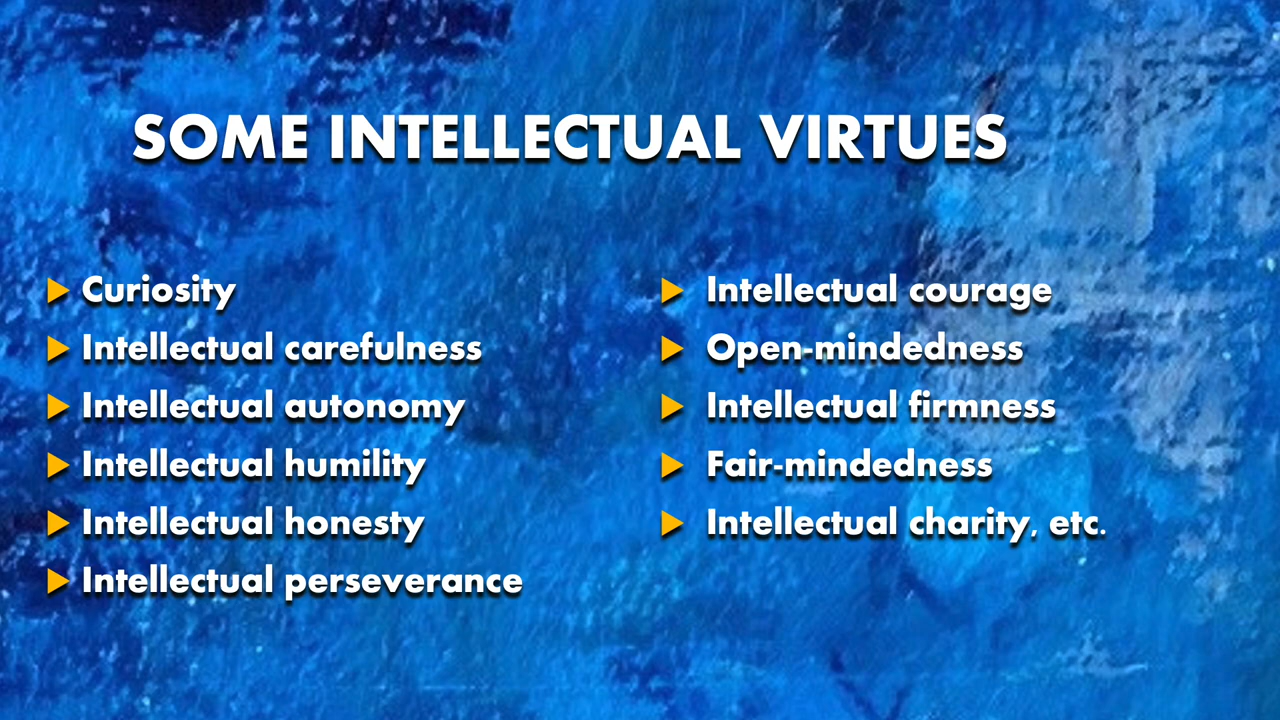 SOME INTELLECTUAL VIRTUES
Curiosity
Intellectual carefulness
Intellectual autonomy
Intellectual humility
Intellectual honesty
Intellectual perseverance
Intellectual courage
Open-mindedness
Intellectual firmness
Fair-mindedness
Intellectual charity, etc.